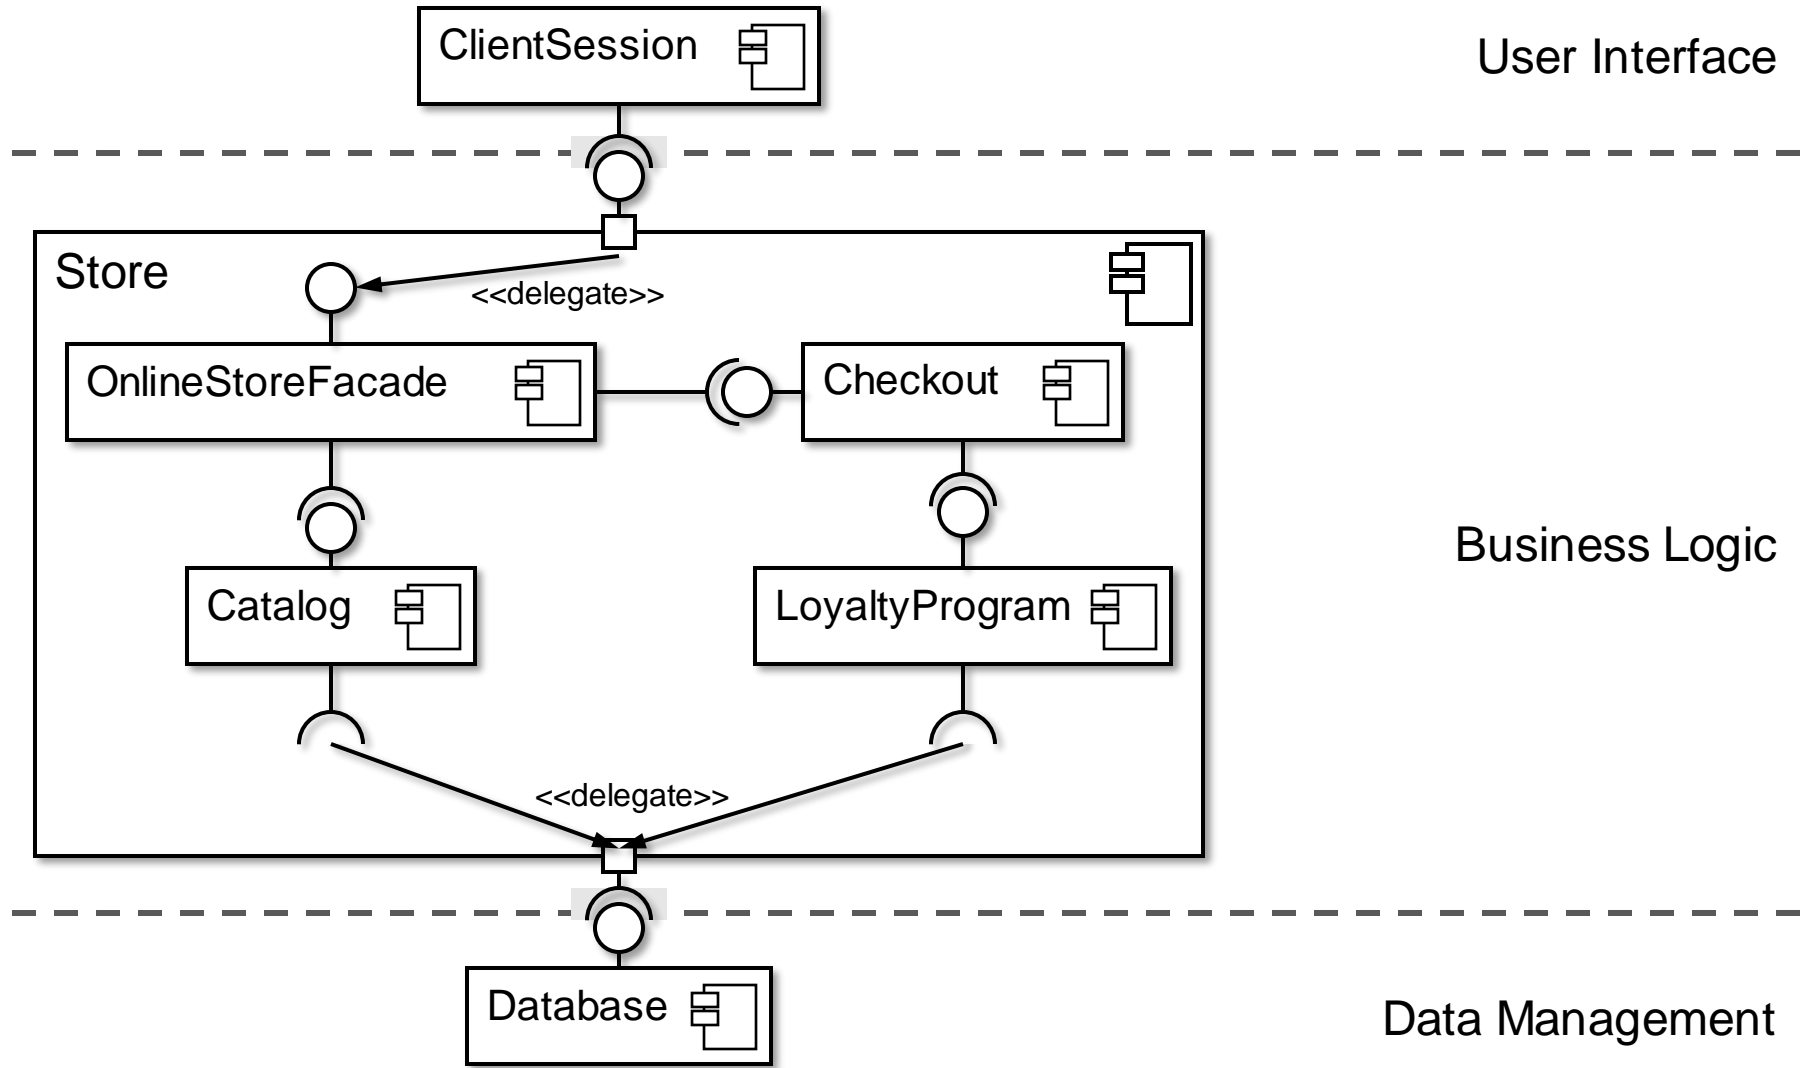 ClientSession
User Interface
Store
<<delegate>>
OnlineStoreFacade
Checkout
Business Logic
Catalog
LoyaltyProgram
<<delegate>>
Database
Data Management